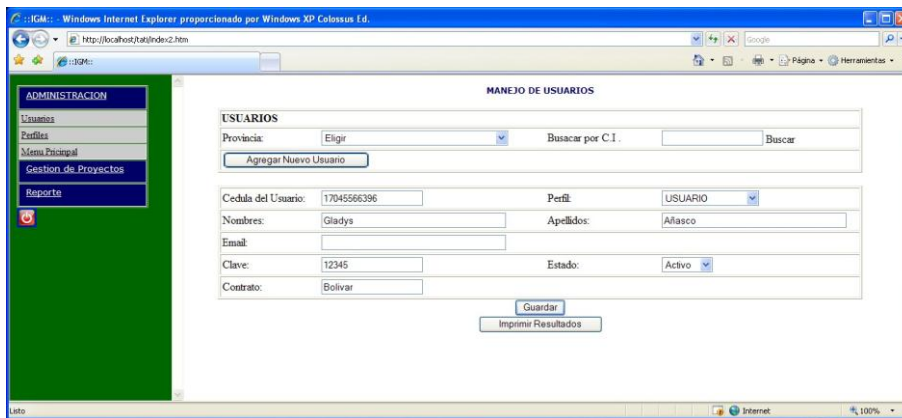 ::IGM:: - Windows Internet Explorer proporcionado por Windows XP Colossus Ed.
http://localhost/tati/index2.htm
Google
::IGM::
Página
Herramientas
ADMINISTRACION
Usuarios
Perfiles
Menu Pricinpal
Gestion de Proyectos
Reporte
MANEJO DE USUARIOS
USUARIOS
Provincia: Eligir Busacar por C.I . Buscar
Agregar Nuevo Usuario
Cedula del Usuario: 17045566396 Perfil: USUARIO
Nombres: Gladys Apellidos: Añasco
Email:
Clave: 12345 Estado: Activo
Contrato: Bolivar
Guardar
Imprimir Resultados
Listo Internet 100%